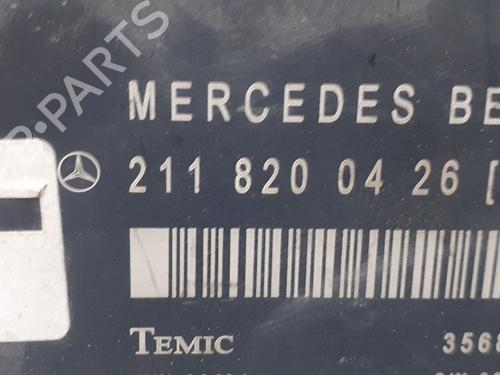 PARTS
MERCEDES BE
211 820 04 26 [
TEMIC 3568